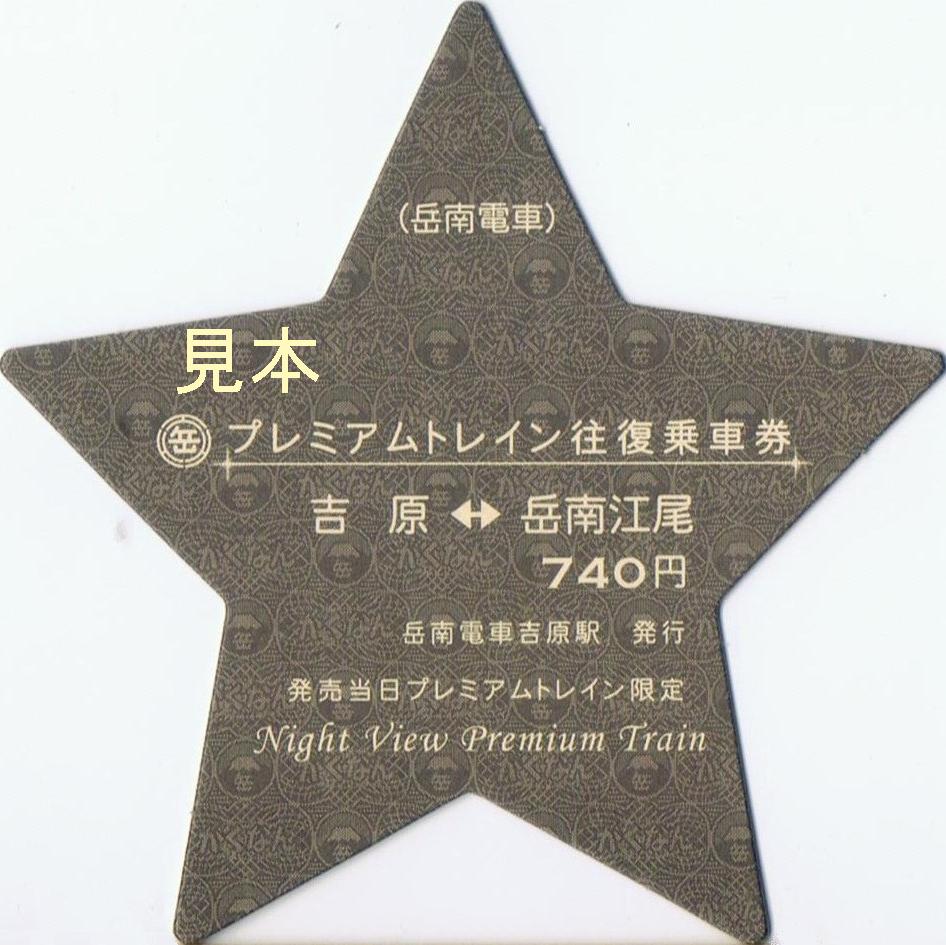 (岳南電車)
見本
岳 プレミアムトレイン往復乗車券
吉 原 ↔ 岳南江尾
740円
岳南電車吉原駅 発行
発売当日プレミアムトレイン限定
Night View Premium Train